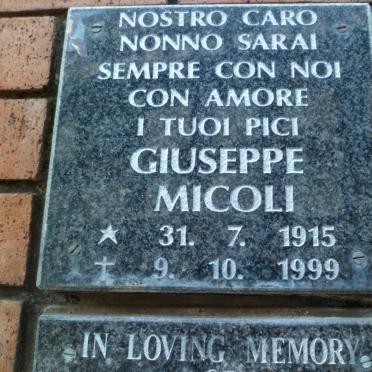 NOSTRO CARO
NONNO SARAI
SEMPRE CON NOI
CON AMORE
I TUOI PICI
GIUSEPPE
MICOLI
31. 7. 1915
9. 10. 1999
IN LOVING MEMORY